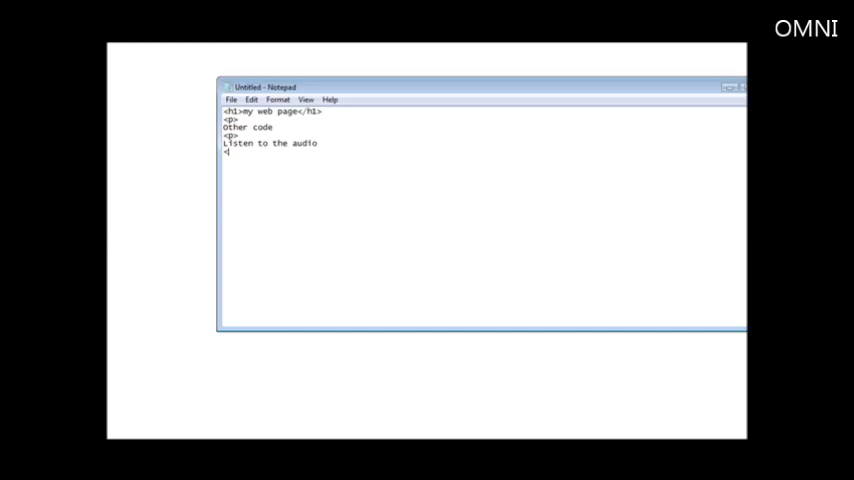 OMNI
Untitled - Notepad
File Edit Format View Help
<h1>my web page</h1>
<p>
Other code
<p>
Listen to the audio
<